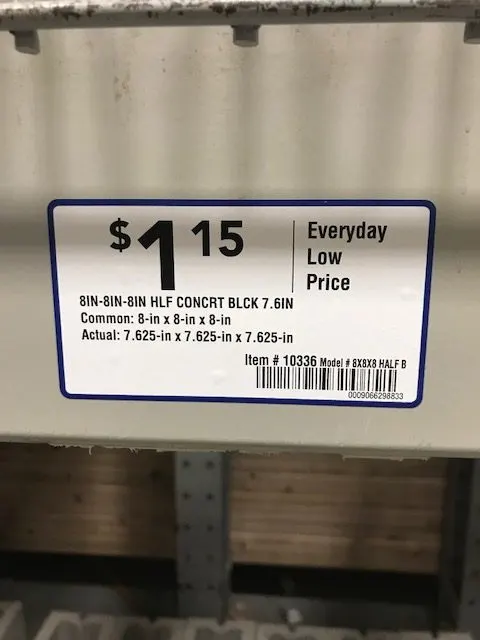 $1 15
Everyday
Low
Price
8IN-8IN-8IN HLF CONCRT BLCK 7.6IN
Common: 8-in x 8-in x 8-in
Actual: 7.625-in x 7.625-in x 7.625-in
Item # 10336 Model # 8X8X8 HALF B
0009066298833